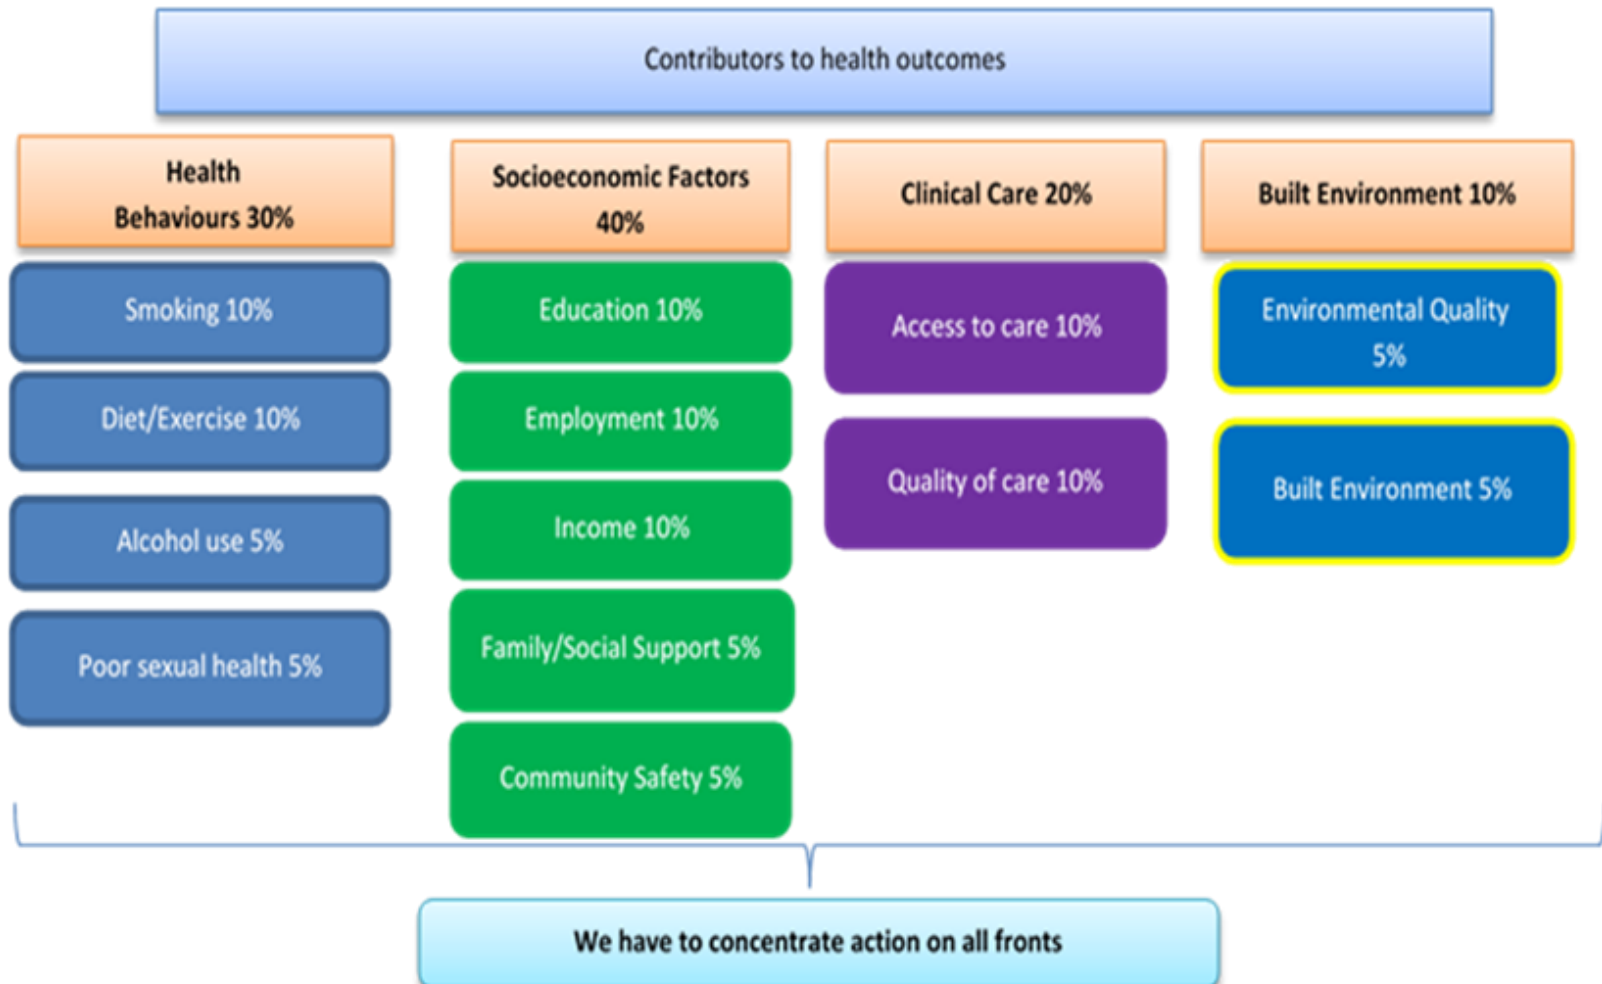 Contributors to health outcomes
Health
Behaviours 30%
Smoking 10%
Diet/Exercise 10%
Alcohol use 5%
Poor sexual health 5%
Socioeconomic Factors
40%
Education 10%
Employment 10%
Income 10%
Family/Social Support 5%
Community Safety 5%
Clinical Care 20%
Access to care 10%
Quality of care 10%
Built Environment 10%
Environmental Quality
5%
Built Environment 5%
We have to concentrate action on all fronts